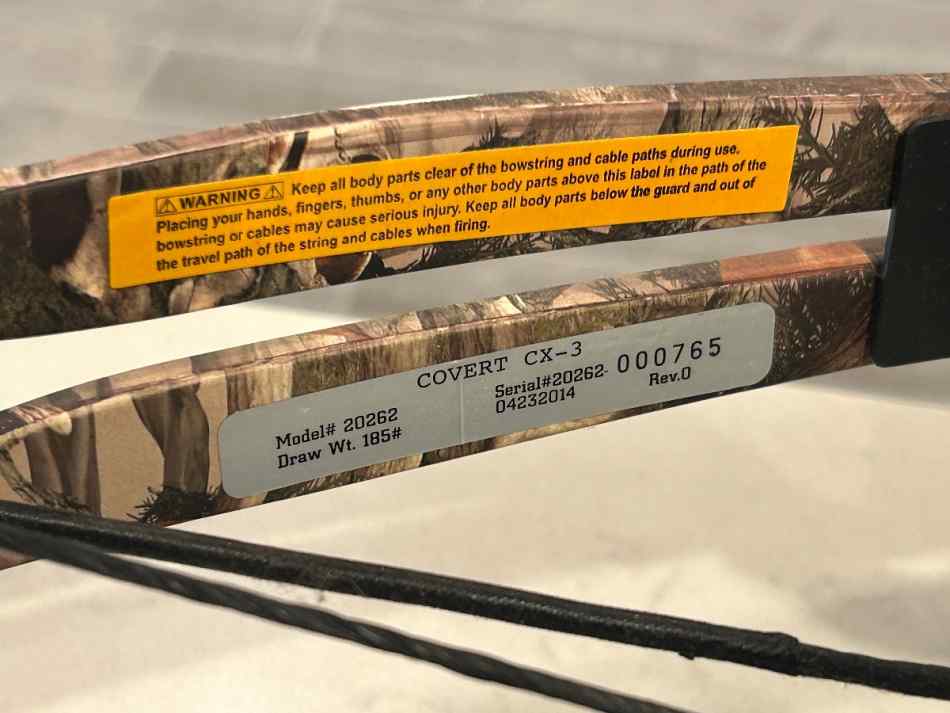 ⚠ WARNING ⚠ Keep all body parts clear of the bowstring and cable paths during use.
Placing your hands, fingers, thumbs, or any other body parts above this label in the path of the
bowstring or cables may cause serious injury. Keep all body parts below the guard and out of
the travel path of the string and cables when firing.
COVERT CX-3
Model# 20262
Draw Wt. 185#
Serial#20262- 000765
04232014
Rev.0